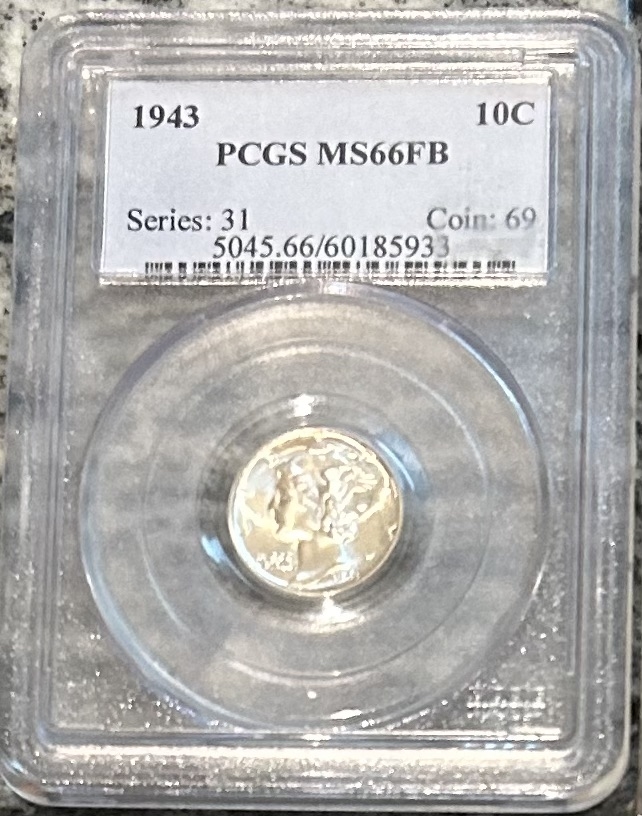 1943 10C
PCGS MS66FB
Series: 31 Coin: 69
5045.66/60185933